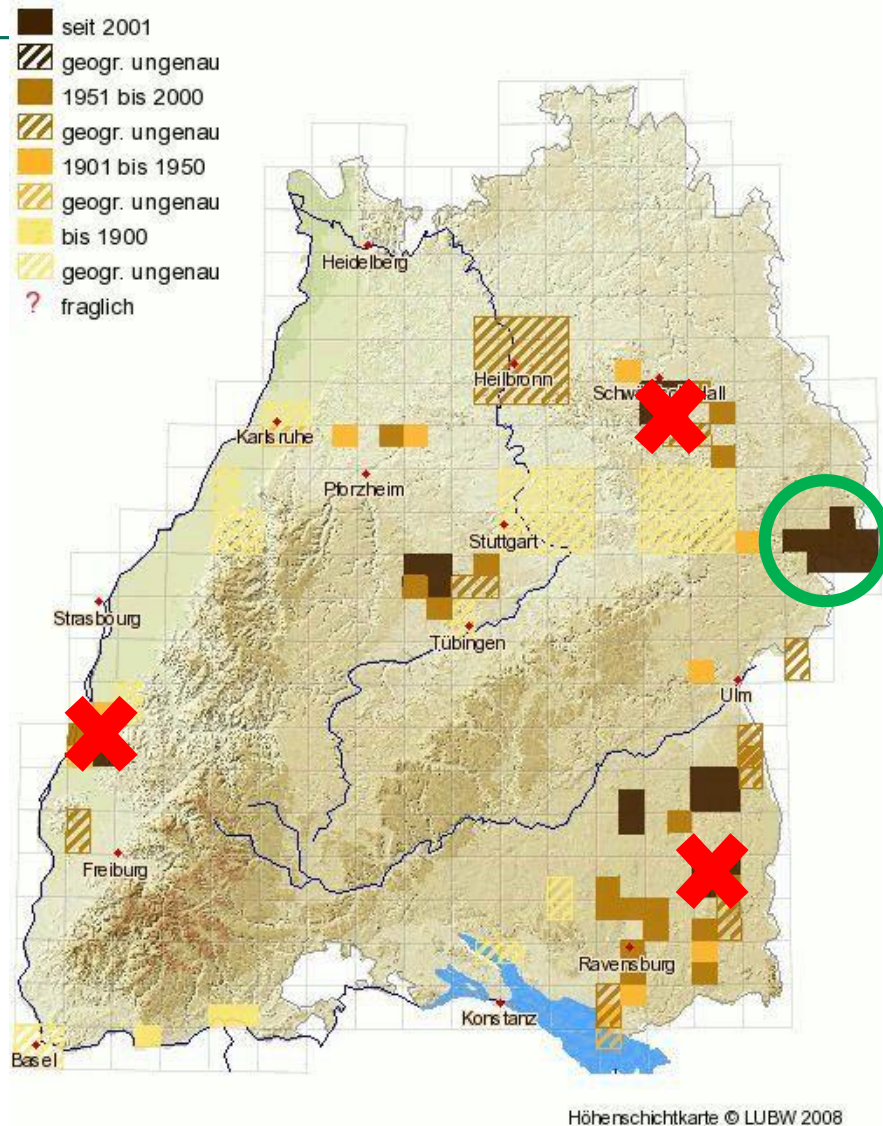 seit 2001
geogr. ungenau
1951 bis 2000
geogr. ungenau
1901 bis 1950
geogr. ungenau
bis 1900
geogr. ungenau
? fraglich
Heidelberg
Heilbronn
Karlsruhe
Pforzheim
Stuttgart
Strasbourg
Tübingen
Ulm
Freiburg
Ravensburg
Konstanz
Basel
Höhenschichtkarte © LUBW 2008